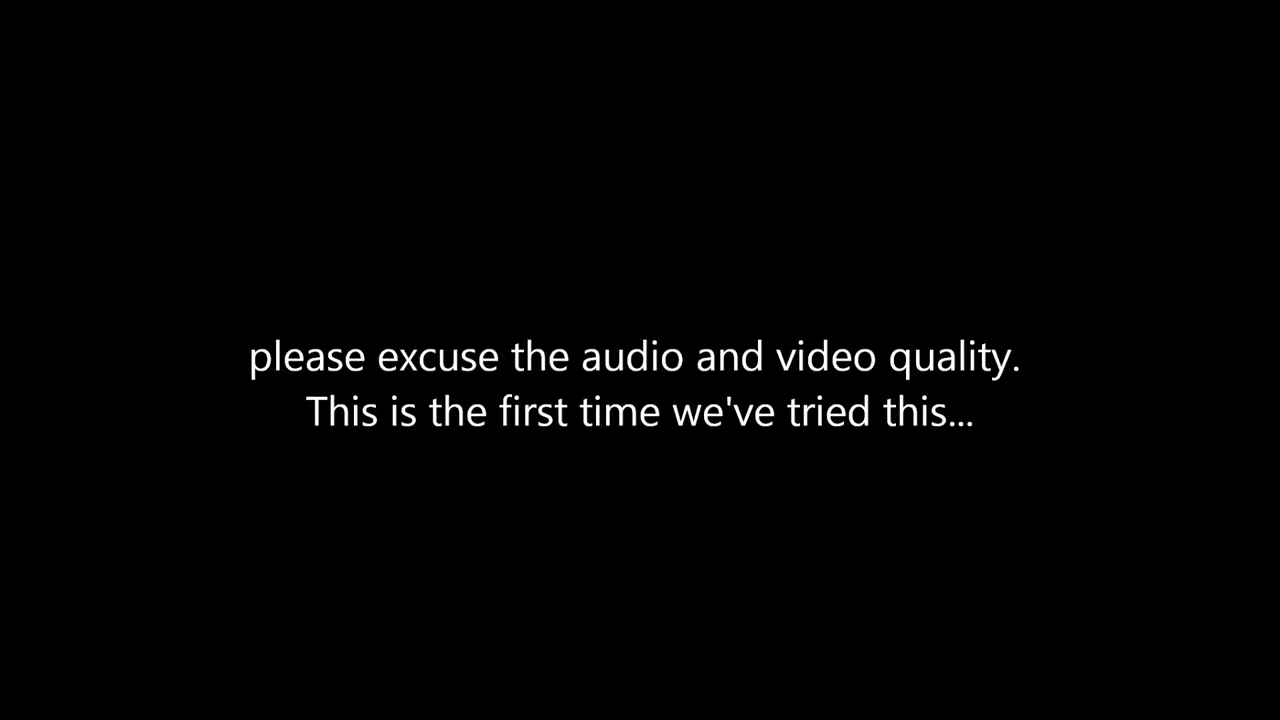 please excuse the audio and video quality.
This is the first time we've tried this...